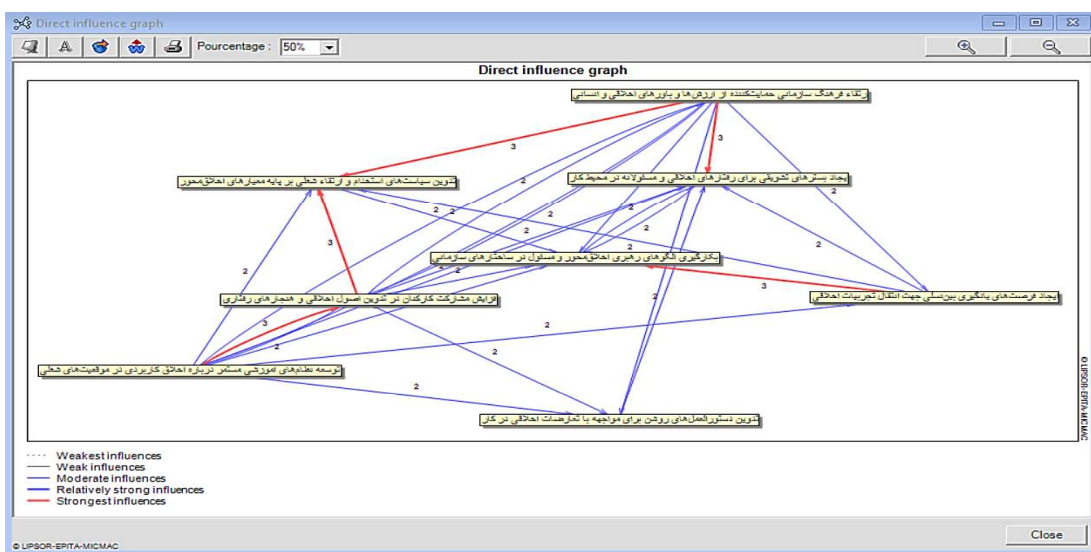 Direct influence graph
Pourcentage : 50%
Direct influence graph
ارتقاء فرهنگ سازمانی حمایت‌کننده از ارزش‌ها و باورهای اخلاقی و انسانی
3
3
تدوین سیاست‌های استخدام و ارتقاء شغلی بر پایه معیارهای اخلاق‌محور
ایجاد بسترهای تشویقی برای رفتارهای اخلاقی و مسئولانه در محیط کار
2
2
2
2
2
2
2
3
2
2
2
بکارگیری الگوهای رهبری اخلاق‌محور و مسئول در ساختارهای سازمانی
2
2
2
2
3
افزایش مشارکت کارکنان در تدوین اصول اخلاقی و هنجارهای رفتاری
ایجاد فرصت‌های یادگیری بین‌نسلی جهت انتقال تجربیات اخلاقی
2
3
2
2
2
توسعه نظام‌های آموزشی مستمر درباره اخلاق کاربردی در موقعیت‌های شغلی
2
تدوین دستورالعمل‌های روشن برای مواجهه با تعارضات اخلاقی در کار
© LIPSOR-EPITA-MICMAC
Weakest influences
Weak influences
Moderate influences
Relatively strong influences
Strongest influences
Close
© LIPSOR-EPITA-MICMAC